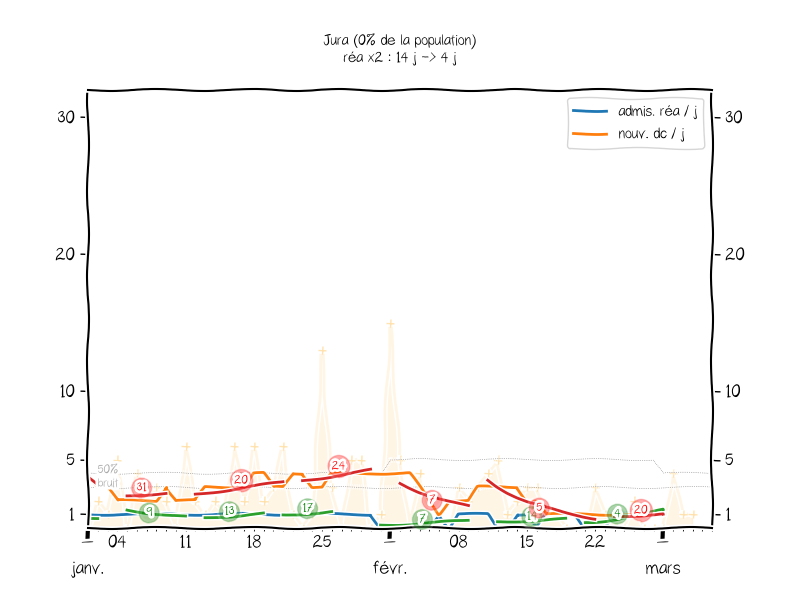 Jura (0% de la population)
réa x2 : 14 j -> 4 j
admis. réa / j
nouv. dc / j
30 30
20 20
10 10
5 5
1 1
50%
bruit
31 20 24 7 5 20
9 13 17 7 4
04 11 18 25 08 15 22
janv. févr. mars